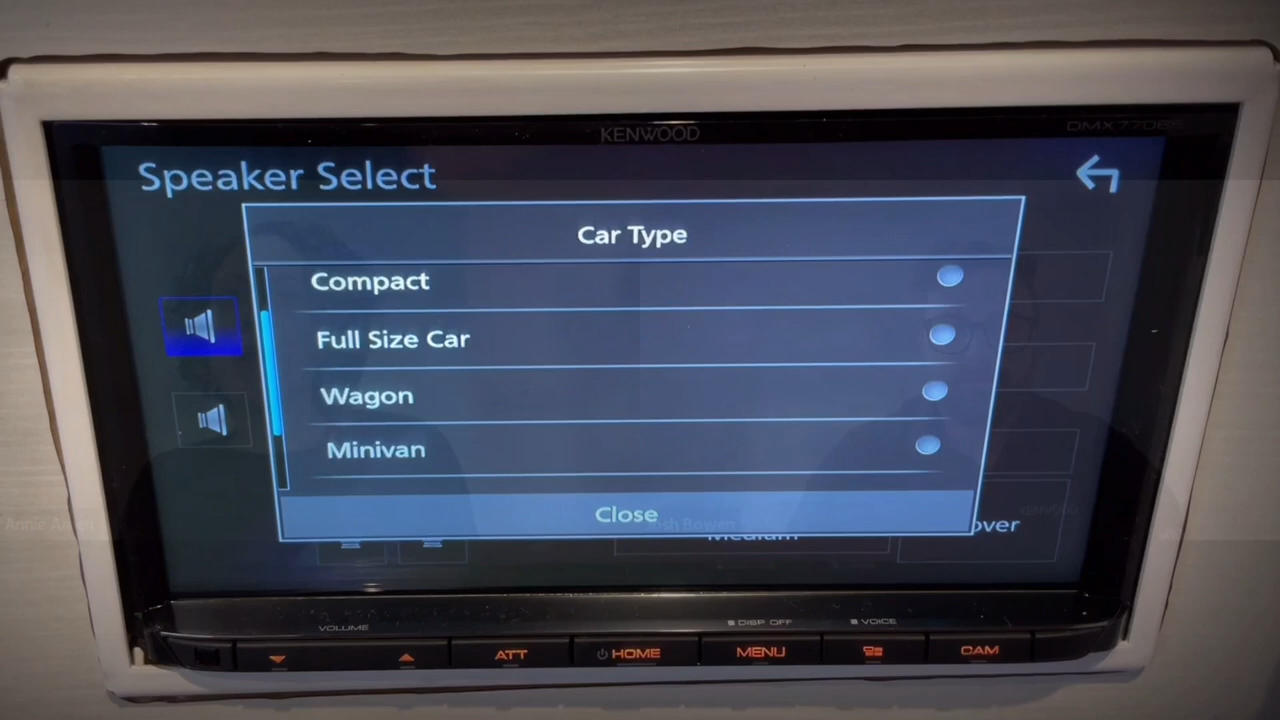 KENWOOD
DMX7706S
Speaker Select
Car Type
Compact
Full Size Car
Wagon
Minivan
Close
Medium
VOLUME
DISP OFF
VOICE
ATT
HOME
MENU
CAM